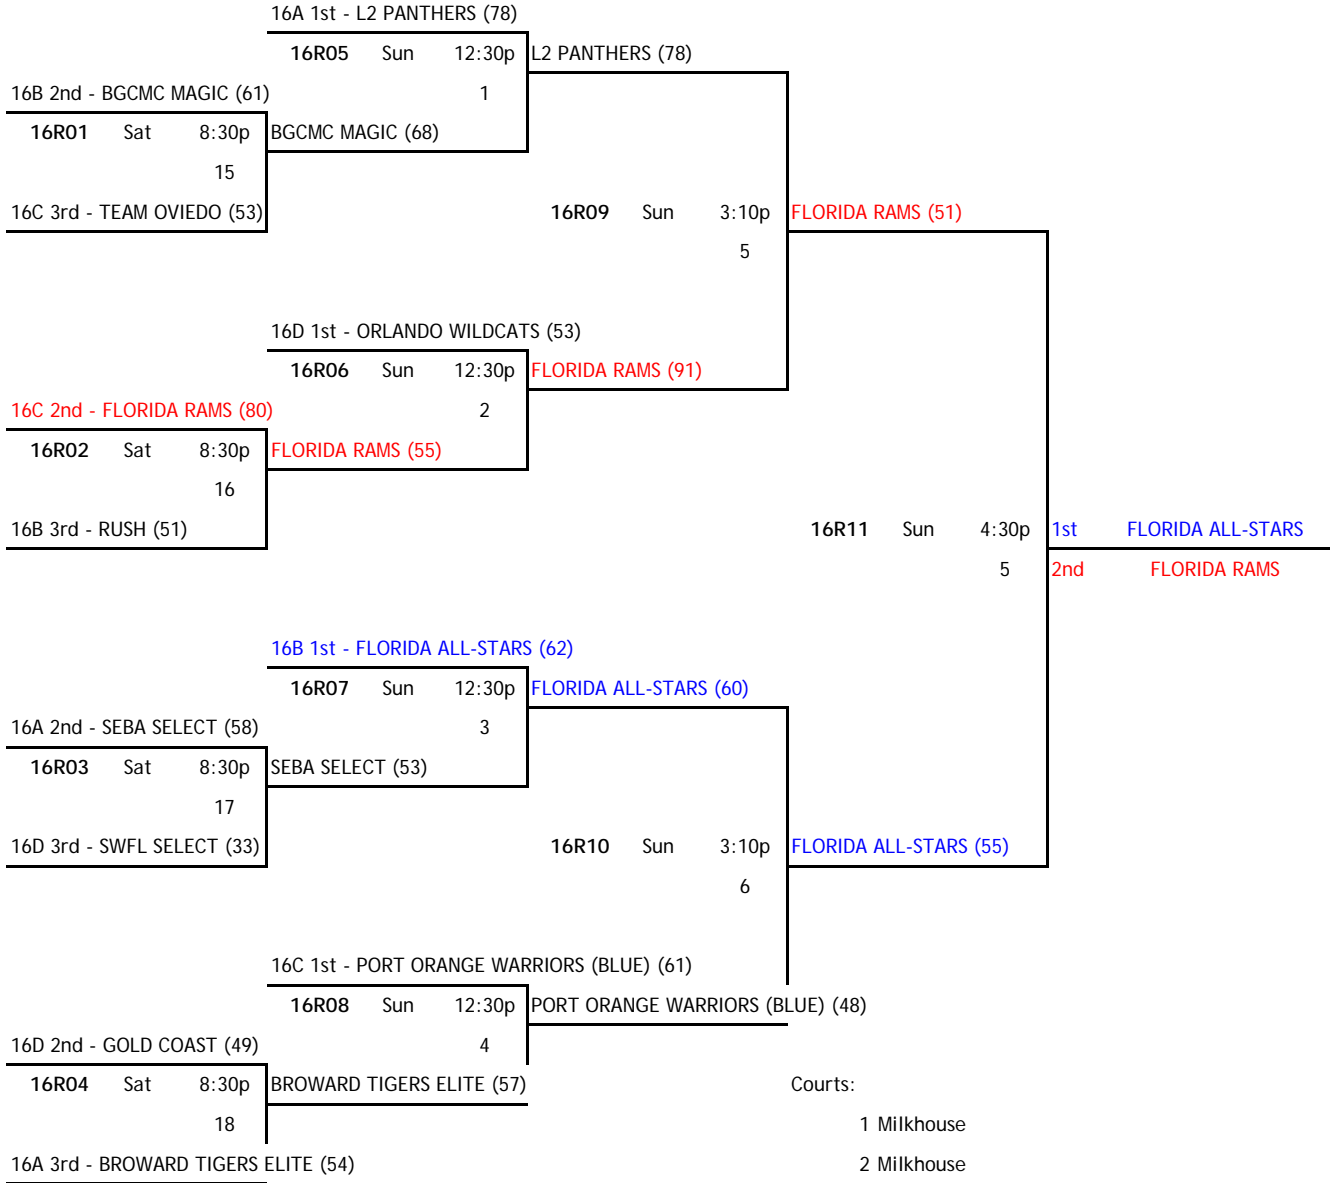 16A 1st - L2 PANTHERS (78)
16R05 Sun 12:30p L2 PANTHERS (78)
16B 2nd - BGCMC MAGIC (61) 1
16R01 Sat 8:30p BGCMC MAGIC (68)
15
16C 3rd - TEAM OVIEDO (53) 16R09 Sun 3:10p FLORIDA RAMS (51)
5
16D 1st - ORLANDO WILDCATS (53)
16R06 Sun 12:30p FLORIDA RAMS (91)
16C 2nd - FLORIDA RAMS (80) 2
16R02 Sat 8:30p FLORIDA RAMS (55)
16
16B 3rd - RUSH (51) 16R11 Sun 4:30p 1st FLORIDA ALL-STARS
5 2nd FLORIDA RAMS
16B 1st - FLORIDA ALL-STARS (62)
16R07 Sun 12:30p FLORIDA ALL-STARS (60)
16A 2nd - SEBA SELECT (58) 3
16R03 Sat 8:30p SEBA SELECT (53)
17
16D 3rd - SWFL SELECT (33) 16R10 Sun 3:10p FLORIDA ALL-STARS (55)
6
16C 1st - PORT ORANGE WARRIORS (BLUE) (61)
16R08 Sun 12:30p PORT ORANGE WARRIORS (BLUE) (48)
16D 2nd - GOLD COAST (49) 4
16R04 Sat 8:30p BROWARD TIGERS ELITE (57) Courts:
18 1 Milkhouse
16A 3rd - BROWARD TIGERS ELITE (54) 2 Milkhouse